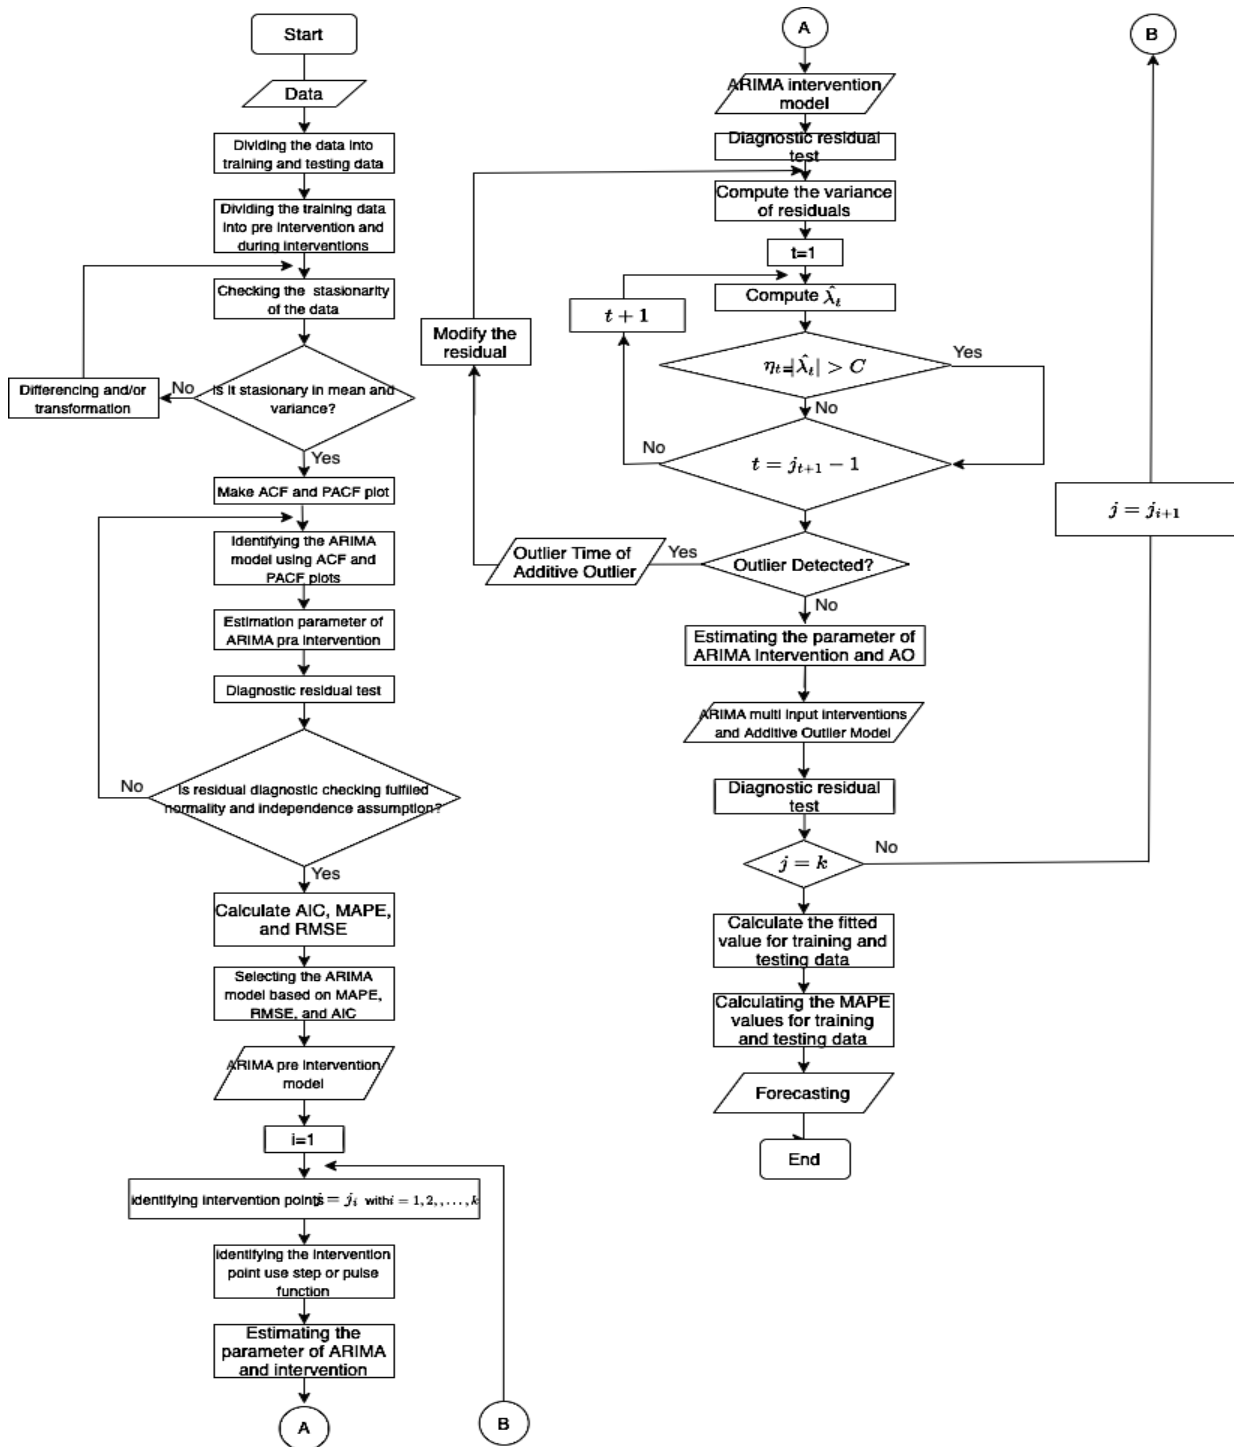 Start
Data
Dividing the data into
training and testing data
Dividing the training data
into pre intervention and
during interventions
Checking the stasionarity
of the data
Is it stasionary in mean and
variance?
No
Differencing and/or
transformation
Yes
Make ACF and PACF plot
Identifying the ARIMA
model using ACF and
PACF plots
Estimation parameter of
ARIMA pra intervention
Diagnostic residual test
Is residual diagnostic checking fulfiled
normality and independence assumption?
No
Yes
Calculate AIC, MAPE,
and RMSE
Selecting the ARIMA
model based on MAPE,
RMSE, and AIC
ARIMA pre intervention
model
i=1
identifying intervention points j = j_i with i = 1, 2, , . . . , k
identifying the intervention
point use step or pulse
function
Estimating the
parameter of ARIMA
and intervention
A
B
A
ARIMA intervention
model
Diagnostic residual
test
Compute the variance
of residuals
t=1
Compute λ̂_t
t + 1
η_t=|λ̂_t| > C
Yes
No
t = j_{t+1} − 1
No
Modify the
residual
Outlier Detected?
Yes
Outlier Time of
Additive Outlier
No
Estimating the parameter of
ARIMA Intervention and AO
ARIMA multi input interventions
and Additive Outlier Model
Diagnostic residual
test
j = k
No
j = j_{i+1}
B
Calculate the fitted
value for training and
testing data
Calculating the MAPE
values for training
and testing data
Forecasting
End